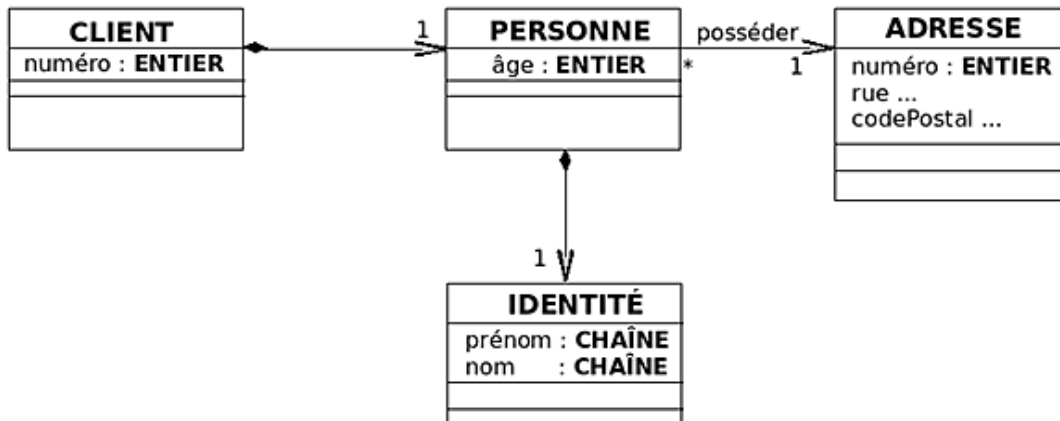 CLIENT
numéro : ENTIER
1
PERSONNE
âge : ENTIER
*
posséder
1
ADRESSE
numéro : ENTIER
rue ...
codePostal ...
1
IDENTITÉ
prénom : CHAÎNE
nom : CHAÎNE